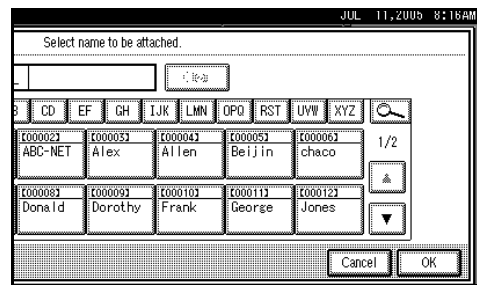 JUL 11,2005 8:16AM
Select name to be attached.
Clear
CD EF GH IJK LMN OPQ RST UVW XYZ
[00002] [00003] [00004] [00005] [00006] 1/2
ABC-NET Alex Allen Beijin chaco
[00008] [00009] [00010] [00011] [00012]
Donald Dorothy Frank George Jones
Cancel OK